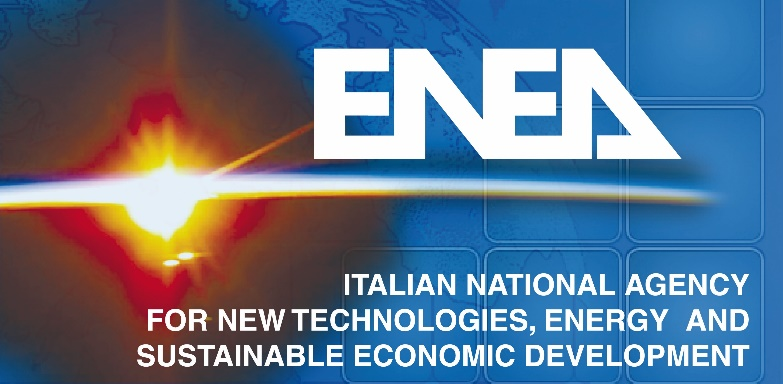 ENEA
ITALIAN NATIONAL AGENCY
FOR NEW TECHNOLOGIES, ENERGY AND
SUSTAINABLE ECONOMIC DEVELOPMENT